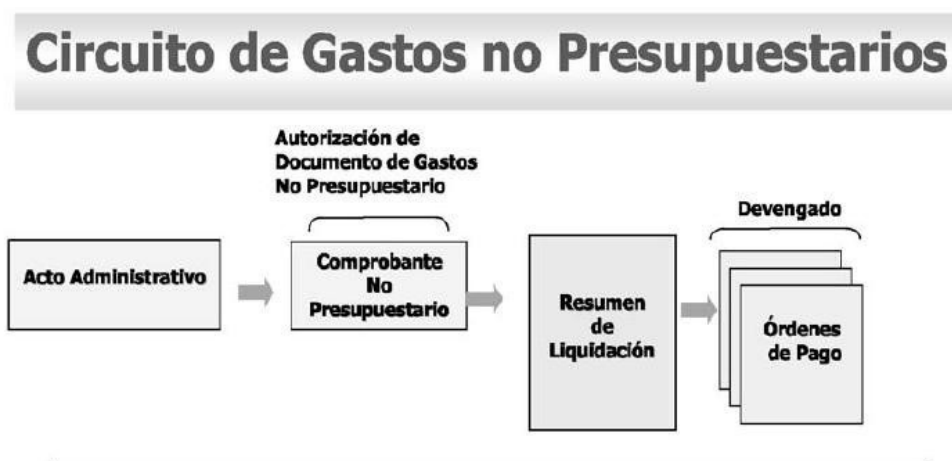 Circuito de Gastos no Presupuestarios
Autorización de
Documento de Gastos
No Presupuestario
Devengado
Acto Administrativo
Comprobante
No
Presupuestario
Resumen
de
Liquidación
Órdenes
de Pago